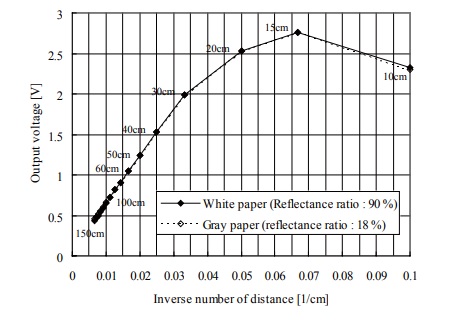 3
2.5
2
1.5
1
0.5
0
Output voltage [V]
15cm
20cm
10cm
30cm
40cm
50cm
60cm
100cm
150cm
White paper (Reflectance ratio : 90 %)
Gray paper (reflectance ratio : 18 %)
0 0.01 0.02 0.03 0.04 0.05 0.06 0.07 0.08 0.09 0.1
Inverse number of distance [1/cm]